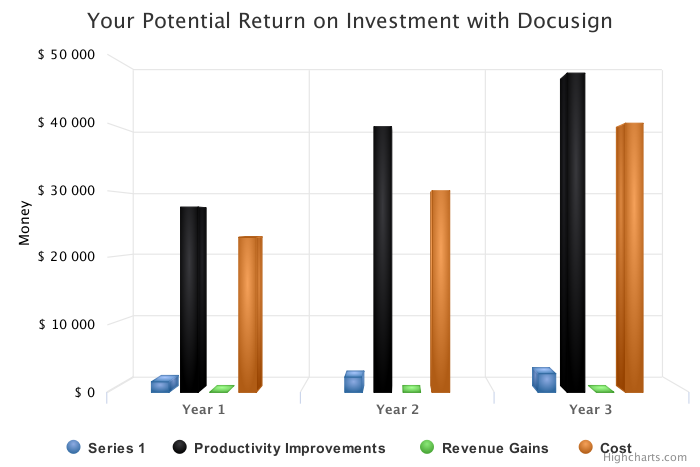 Your Potential Return on Investment with Docusign
$ 50 000
$ 40 000
$ 30 000
$ 20 000
$ 10 000
$ 0
Money
Year 1
Year 2
Year 3
Series 1
Productivity Improvements
Revenue Gains
Cost
Highcharts.com